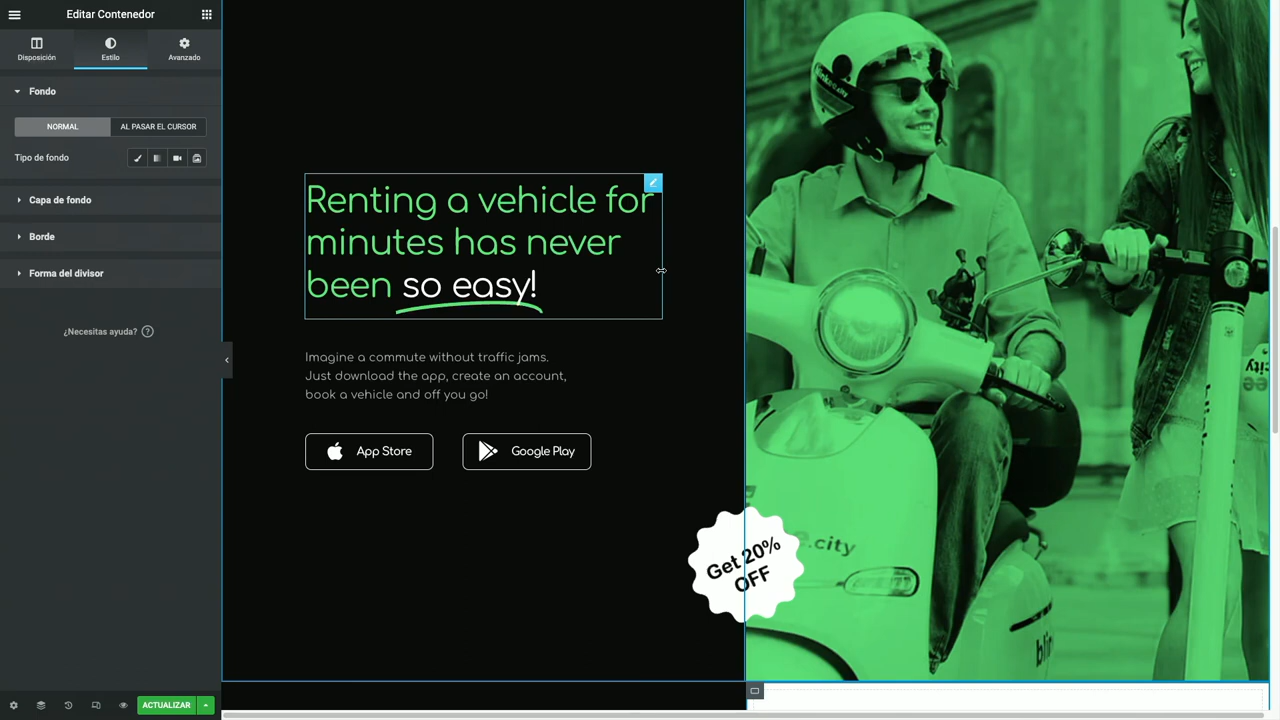 Editar Contenedor
Disposición
Estilo
Avanzado
Fondo
NORMAL
AL PASAR EL CURSOR
Tipo de fondo
Capa de fondo
Borde
Forma del divisor
¿Necesitas ayuda? ?
ACTUALIZAR
Renting a vehicle for
minutes has never
been so easy!
Imagine a commute without traffic jams.
Just download the app, create an account,
book a vehicle and off you go!
App Store
Google Play
Get 20%
OFF
e.city
city